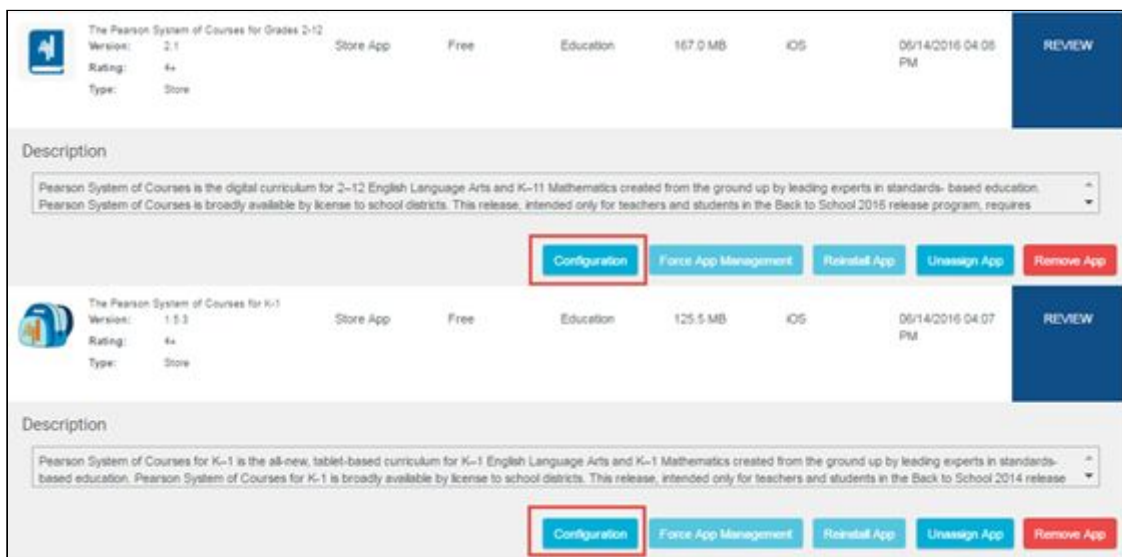 The Pearson System of Courses for Grades 2-12
Version: 2.1 Store App Free Education 167.0 MB iOS 06/14/2016 04:08 PM REVIEW
Rating: 4+
Type: Store
Description
Pearson System of Courses is the digital curriculum for 2–12 English Language Arts and K–11 Mathematics created from the ground up by leading experts in standards- based education.
Pearson System of Courses is broadly available by license to school districts. This release, intended only for teachers and students in the Back to School 2016 release program, requires
Configuration Force App Management Reinstall App Unassign App Remove App
The Pearson System of Courses for K-1
Version: 1.5.3 Store App Free Education 125.5 MB iOS 06/14/2016 04:07 PM REVIEW
Rating: 4+
Type: Store
Description
Pearson System of Courses for K–1 is the all-new, tablet-based curriculum for K–1 English Language Arts and K–1 Mathematics created from the ground up by leading experts in standards-
based education. Pearson System of Courses for K-1 is broadly available by license to school districts. This release, intended only for teachers and students in the Back to School 2014 release
Configuration Force App Management Reinstall App Unassign App Remove App